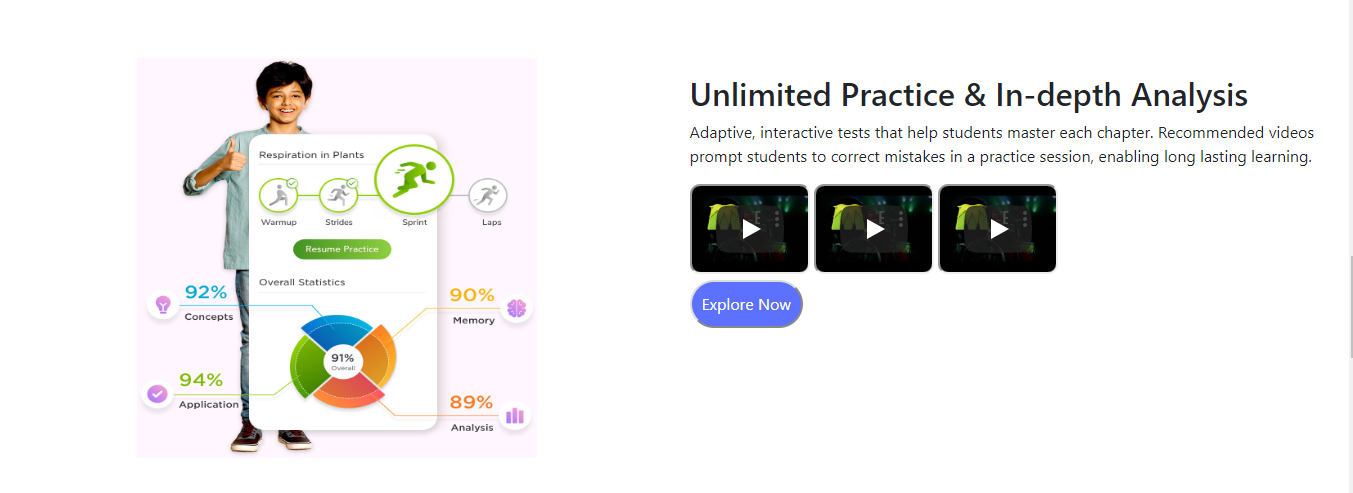 Unlimited Practice & In-depth Analysis
Adaptive, interactive tests that help students master each chapter. Recommended videos
prompt students to correct mistakes in a practice session, enabling long lasting learning.
Explore Now
Respiration in Plants
Warmup Strides Sprint Laps
Resume Practice
Overall Statistics
92%
Concepts
90%
Memory
91%
Overall
94%
Application
89%
Analysis